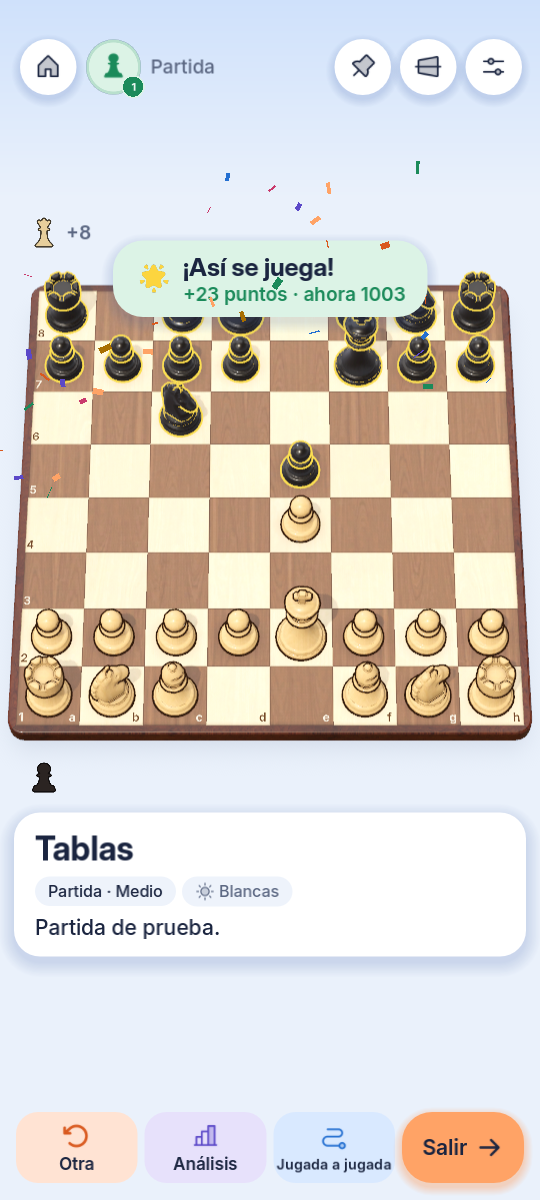 Partida
1
+8
¡Así se juega!
+23 puntos · ahora 1003
8
7
6
5
4
3
2
1 a b c d e f g h
Tablas
Partida · Medio
Blancas
Partida de prueba.
Otra
Análisis
Jugada a jugada
Salir